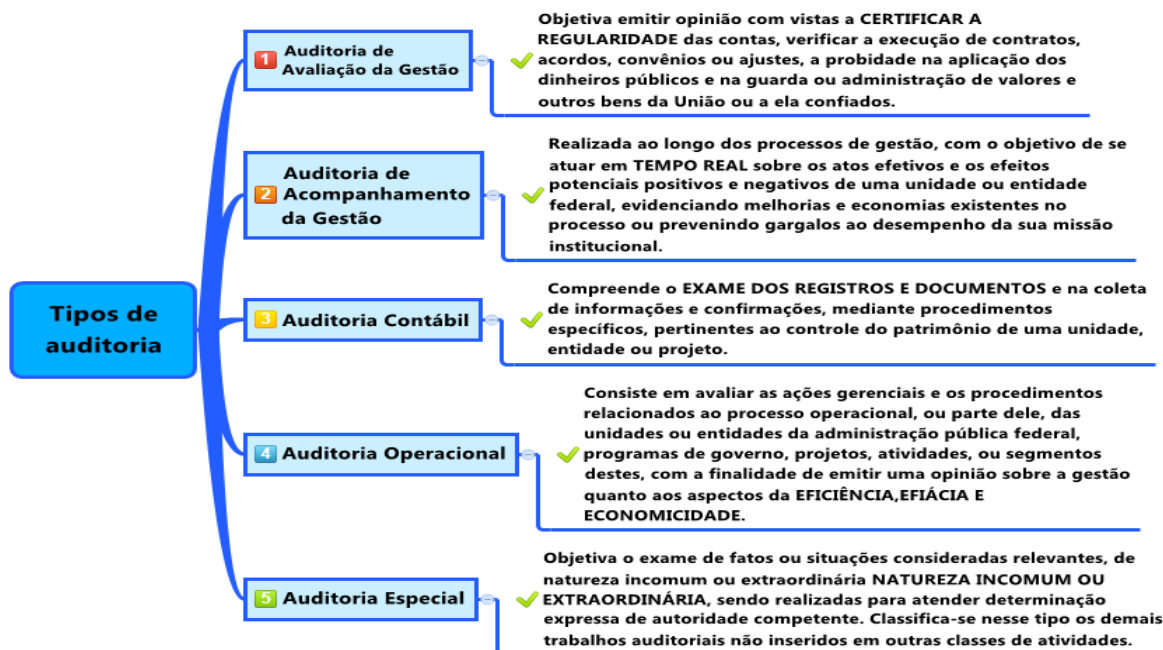 Tipos de
auditoria
1 Auditoria de
Avaliação da Gestão
Objetiva emitir opinião com vistas a CERTIFICAR A
REGULARIDADE das contas, verificar a execução de contratos,
acordos, convênios ou ajustes, a probidade na aplicação dos
dinheiros públicos e na guarda ou administração de valores e
outros bens da União ou a ela confiados.
2 Auditoria de
Acompanhamento
da Gestão
Realizada ao longo dos processos de gestão, com o objetivo de se
atuar em TEMPO REAL sobre os atos efetivos e os efeitos
potenciais positivos e negativos de uma unidade ou entidade
federal, evidenciando melhorias e economias existentes no
processo ou prevenindo gargalos ao desempenho da sua missão
institucional.
3 Auditoria Contábil
Compreende o EXAME DOS REGISTROS E DOCUMENTOS e na coleta
de informações e confirmações, mediante procedimentos
específicos, pertinentes ao controle do patrimônio de uma unidade,
entidade ou projeto.
4 Auditoria Operacional
Consiste em avaliar as ações gerenciais e os procedimentos
relacionados ao processo operacional, ou parte dele, das
unidades ou entidades da administração pública federal,
programas de governo, projetos, atividades, ou segmentos
destes, com a finalidade de emitir uma opinião sobre a gestão
quanto aos aspectos da EFICIÊNCIA,EFIÁCIA E
ECONOMICIDADE.
5 Auditoria Especial
Objetiva o exame de fatos ou situações consideradas relevantes, de
natureza incomum ou extraordinária NATUREZA INCOMUM OU
EXTRAORDINÁRIA, sendo realizadas para atender determinação
expressa de autoridade competente. Classifica-se nesse tipo os demais
trabalhos auditoriais não inseridos em outras classes de atividades.